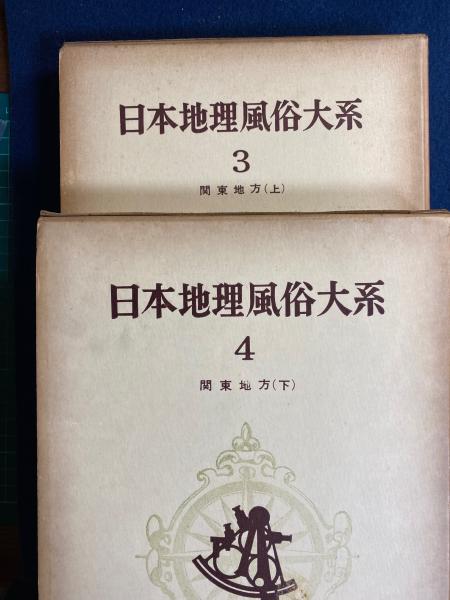 日本地理風俗大系
3
関東地方(上)
日本地理風俗大系
4
関東地方(下)